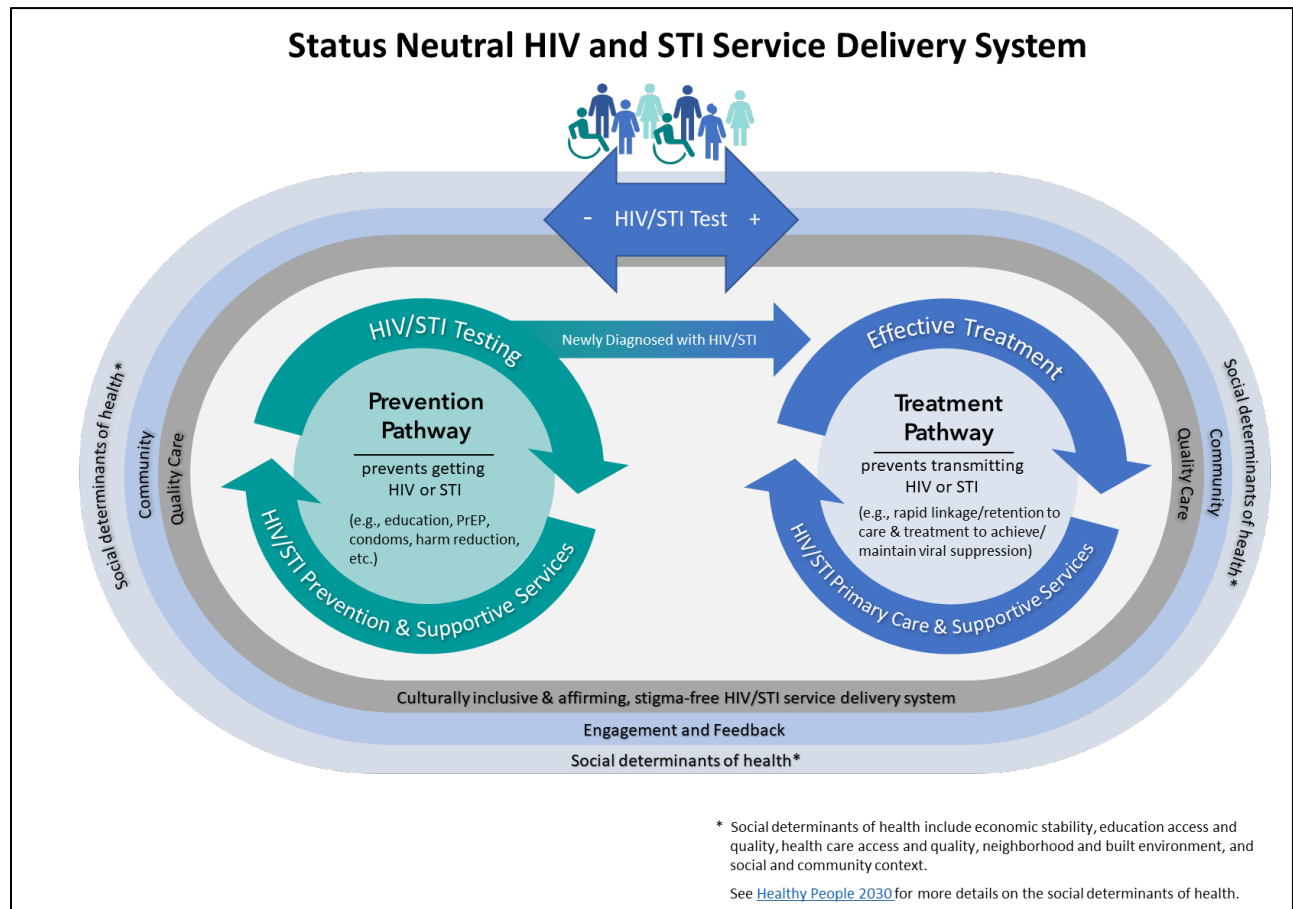 Status Neutral HIV and STI Service Delivery System
- HIV/STI Test +
HIV/STI Testing
Newly Diagnosed with HIV/STI
Effective Treatment
Prevention
Pathway
prevents getting
HIV or STI
(e.g., education, PrEP,
condoms, harm reduction,
etc.)
HIV/STI Prevention & Supportive Services
Treatment
Pathway
prevents transmitting
HIV or STI
(e.g., rapid linkage/retention to
care & treatment to achieve/
maintain viral suppression)
HIV/STI Primary Care & Supportive Services
Social determinants of health*
Community
Quality Care
Quality Care
Community
Social determinants of health*
Culturally inclusive & affirming, stigma-free HIV/STI service delivery system
Engagement and Feedback
Social determinants of health*
* Social determinants of health include economic stability, education access and
quality, health care access and quality, neighborhood and built environment, and
social and community context.
See Healthy People 2030 for more details on the social determinants of health.